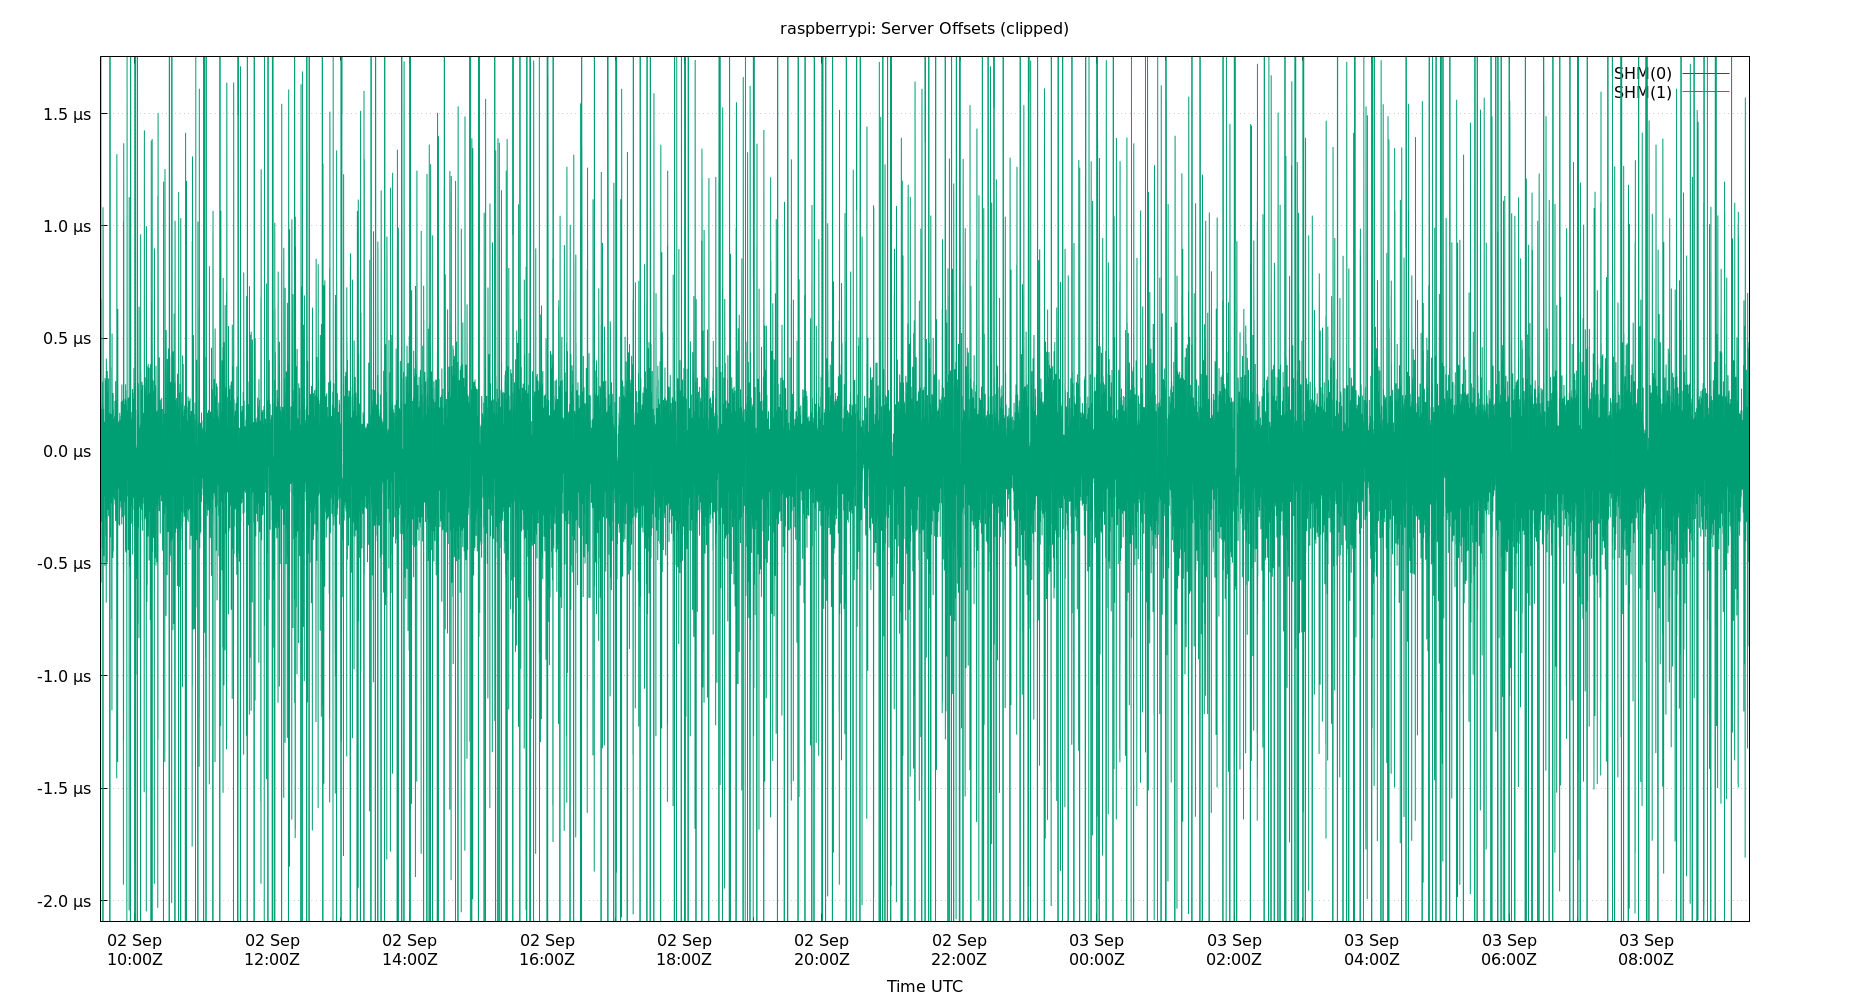 raspberrypi: Server Offsets (clipped)
SHM(0)
SHM(1)
1.5 µs
1.0 µs
0.5 µs
0.0 µs
-0.5 µs
-1.0 µs
-1.5 µs
-2.0 µs
02 Sep 02 Sep 02 Sep 02 Sep 02 Sep 02 Sep 02 Sep 03 Sep 03 Sep 03 Sep 03 Sep 03 Sep
10:00Z 12:00Z 14:00Z 16:00Z 18:00Z 20:00Z 22:00Z 00:00Z 02:00Z 04:00Z 06:00Z 08:00Z
Time UTC